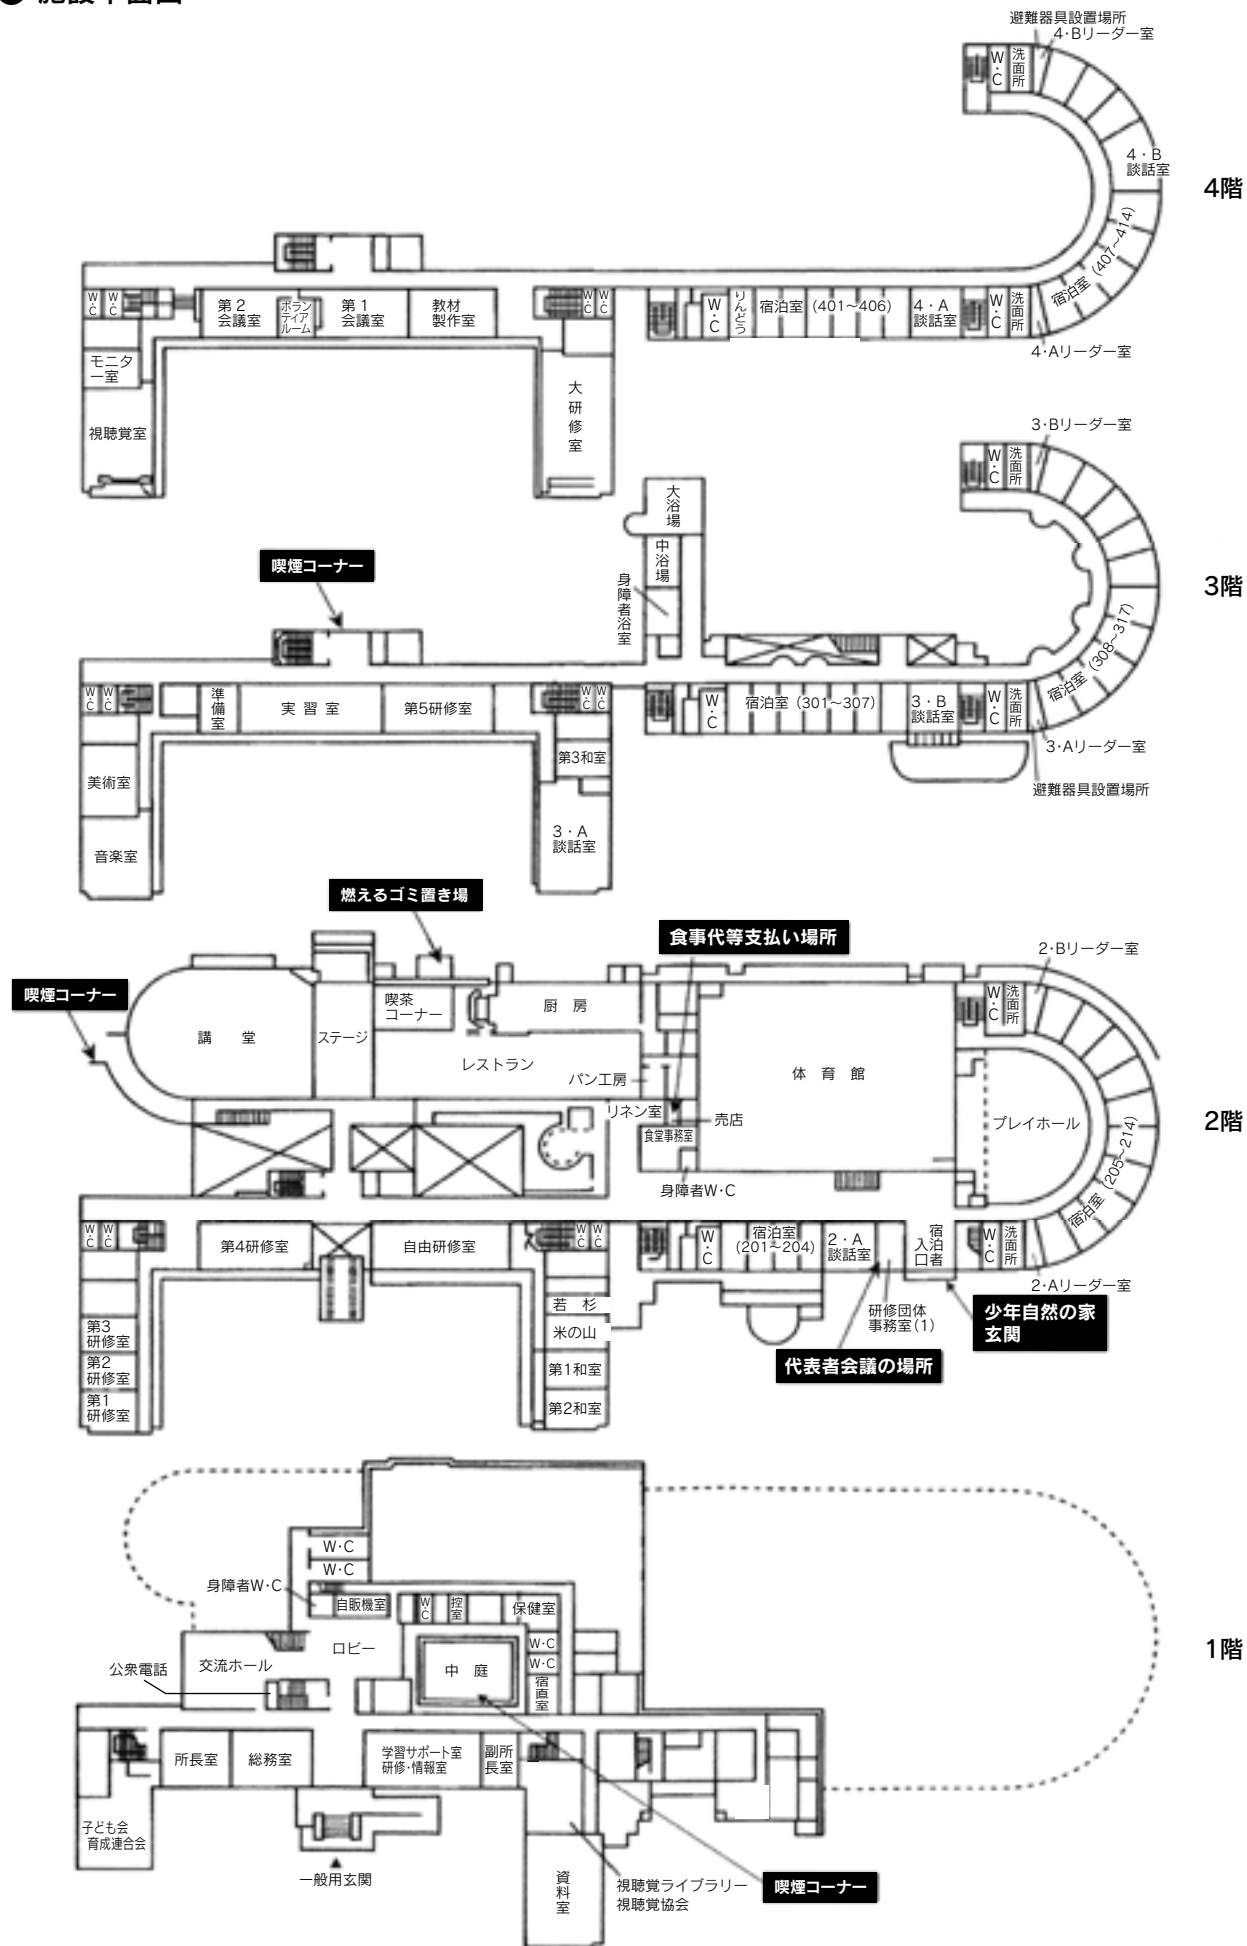 避難器具設置場所
4・Bリーダー室
W・C
洗面所
4・B
談話室
4階
宿泊室 (407〜414)
W・C
W・C
第2
会議室
ボラン
ティア
ルーム
第1
会議室
教材
製作室
W・C
W・C
W・C
りんどう
宿泊室 (401〜406)
4・A
談話室
W・C
洗面所
4・Aリーダー室
モニタ
ー室
視聴覚室
大研修室
3・Bリーダー室
W・C
洗面所
大浴場
中浴場
身障者浴室
喫煙コーナー
3階
宿泊室 (308〜317)
W・C
W・C
準備室
実習室
第5研修室
W・C
W・C
W・C
宿泊室 (301〜307)
3・B
談話室
W・C
洗面所
3・Aリーダー室
避難器具設置場所
美術室
音楽室
第3和室
3・A
談話室
燃えるゴミ置き場
食事代等支払い場所
2・Bリーダー室
喫煙コーナー
講堂
ステージ
喫茶
コーナー
厨房
レストラン
パン工房
リネン室
売店
食堂事務室
身障者W・C
体育館
W・C
洗面所
プレイホール
2階
宿泊室 (205〜214)
W・C
W・C
第4研修室
自由研修室
W・C
W・C
W・C
宿泊室
(201〜204)
2・A
談話室
宿泊者
入口
W・C
洗面所
2・Aリーダー室
研修団体
事務室(1)
少年自然の家
玄関
代表者会議の場所
第3
研修室
第2
研修室
第1
研修室
若杉
米の山
第1和室
第2和室
W・C
W・C
身障者W・C
自販機室
W・C
控室
保健室
W・C
W・C
宿直室
ロビー
交流ホール
公衆電話
中庭
1階
所長室
総務室
学習サポート室
研修・情報室
副所
長室
子ども会
育成連合会
一般用玄関
資料室
視聴覚ライブラリー
視聴覚協会
喫煙コーナー